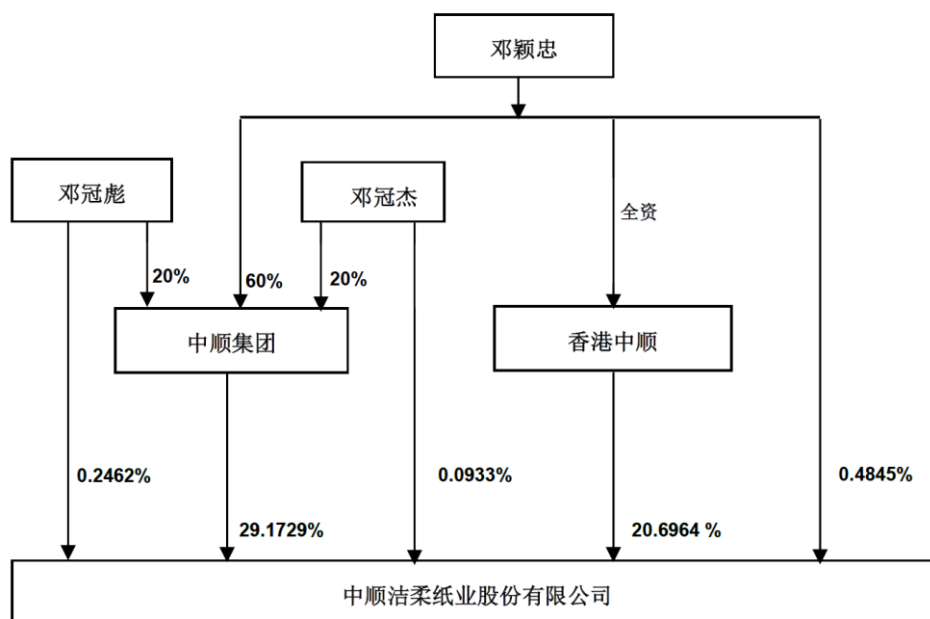 邓颖忠
邓冠彪
邓冠杰
全资
20%
60%
20%
中顺集团
香港中顺
0.2462%
0.0933%
0.4845%
29.1729%
20.6964 %
中顺洁柔纸业股份有限公司